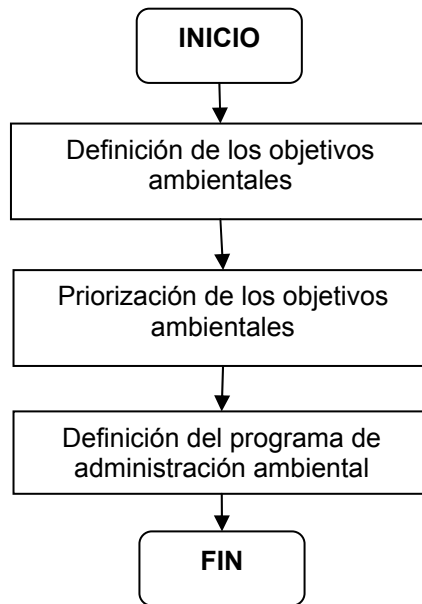 INICIO
Definición de los objetivos
ambientales
Priorización de los objetivos
ambientales
Definición del programa de
administración ambiental
FIN